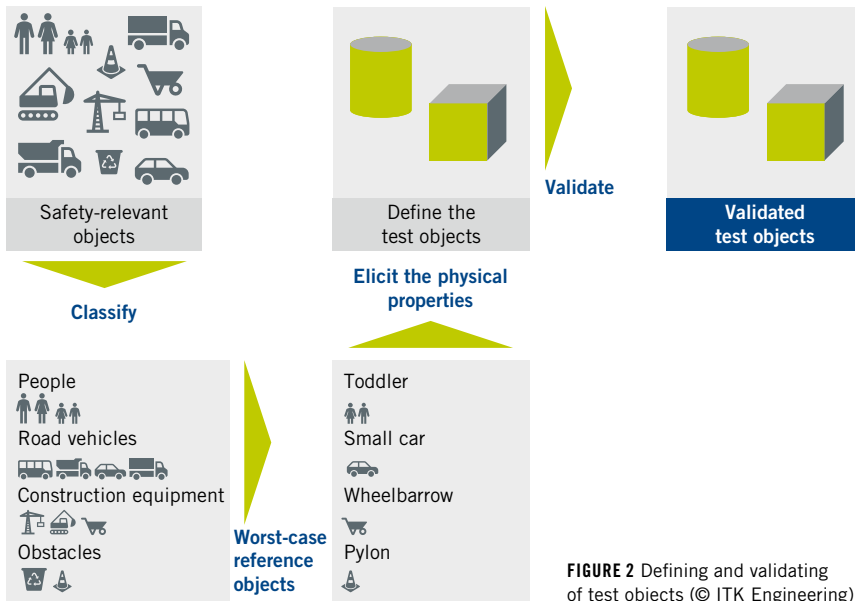 Safety-relevant
objects
Classify
People
Road vehicles
Construction equipment
Obstacles
Worst-case
reference
objects
Toddler
Small car
Wheelbarrow
Pylon
Elicit the physical
properties
Define the
test objects
Validate
Validated
test objects
FIGURE 2 Defining and validating
of test objects (© ITK Engineering)